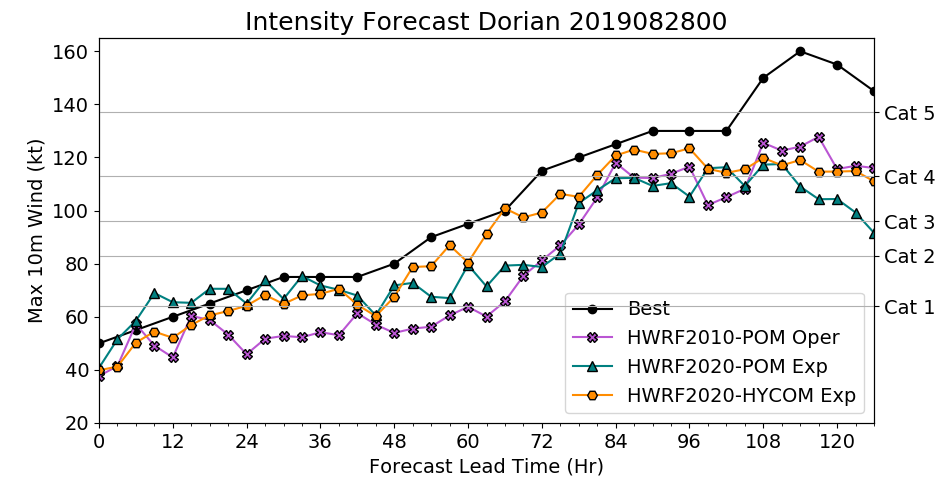 Intensity Forecast Dorian 2019082800
160
140
120
100
80
60
40
20
Max 10m Wind (kt)
Cat 5
Cat 4
Cat 3
Cat 2
Cat 1
Best
HWRF2010-POM Oper
HWRF2020-POM Exp
HWRF2020-HYCOM Exp
0 12 24 36 48 60 72 84 96 108 120
Forecast Lead Time (Hr)